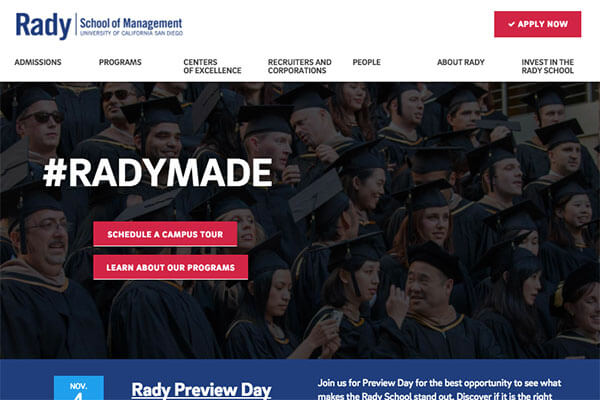 Rady School of Management
UNIVERSITY OF CALIFORNIA SAN DIEGO
✔ APPLY NOW
ADMISSIONS
PROGRAMS
CENTERS
OF EXCELLENCE
RECRUITERS AND
CORPORATIONS
PEOPLE
ABOUT RADY
INVEST IN THE
RADY SCHOOL
#RADYMADE
SCHEDULE A CAMPUS TOUR
LEARN ABOUT OUR PROGRAMS
NOV.
4
Rady Preview Day
Join us for Preview Day for the best opportunity to see what
makes the Rady School stand out. Discover if it is the right